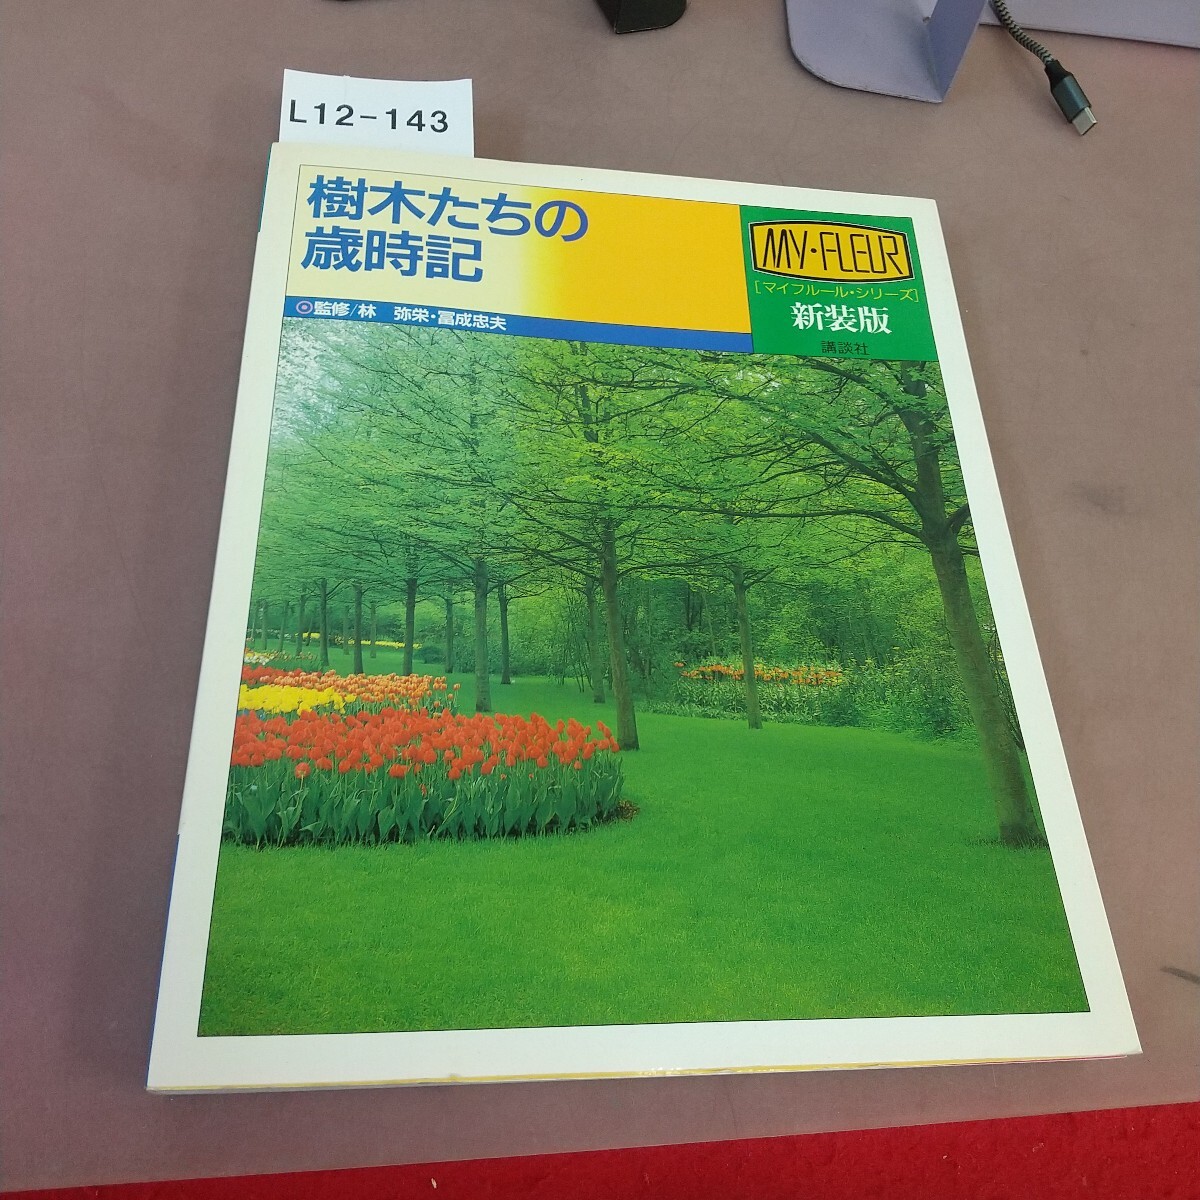 L12-143
樹木たちの
歳時記
監修/林　弥栄・冨成忠夫
MY・FLEUR
[マイフルール・シリーズ]
新装版
講談社